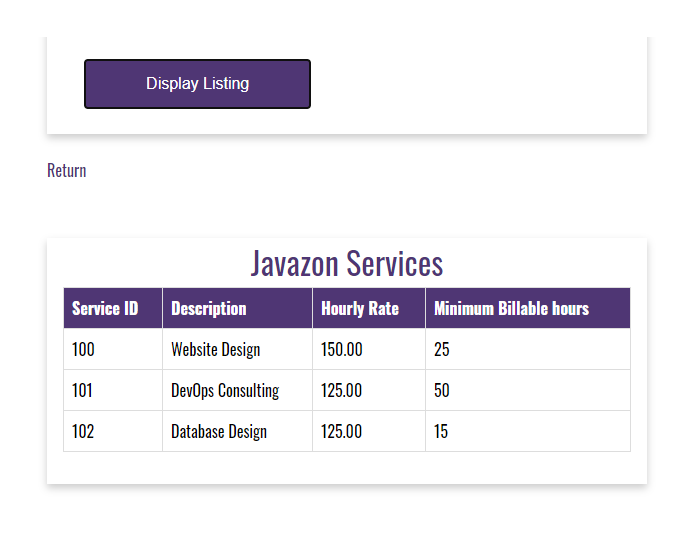 Display Listing
Return
Javazon Services
Service ID Description Hourly Rate Minimum Billable hours
100 Website Design 150.00 25
101 DevOps Consulting 125.00 50
102 Database Design 125.00 15